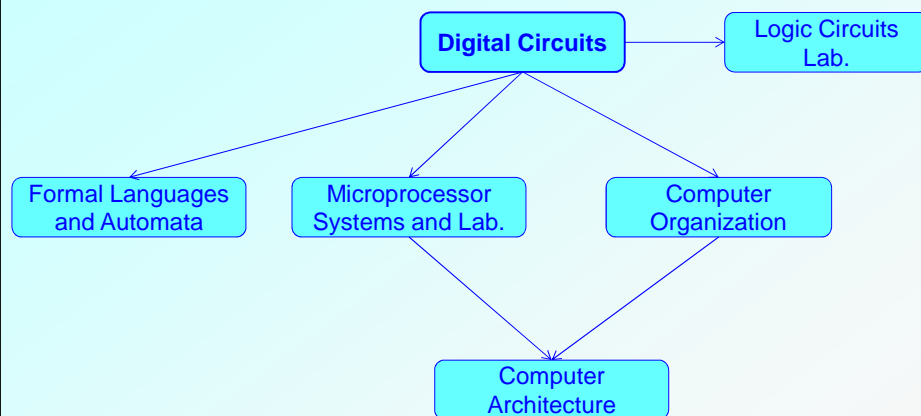 Digital Circuits
Logic Circuits
Lab.
Formal Languages
and Automata
Microprocessor
Systems and Lab.
Computer
Organization
Computer
Architecture